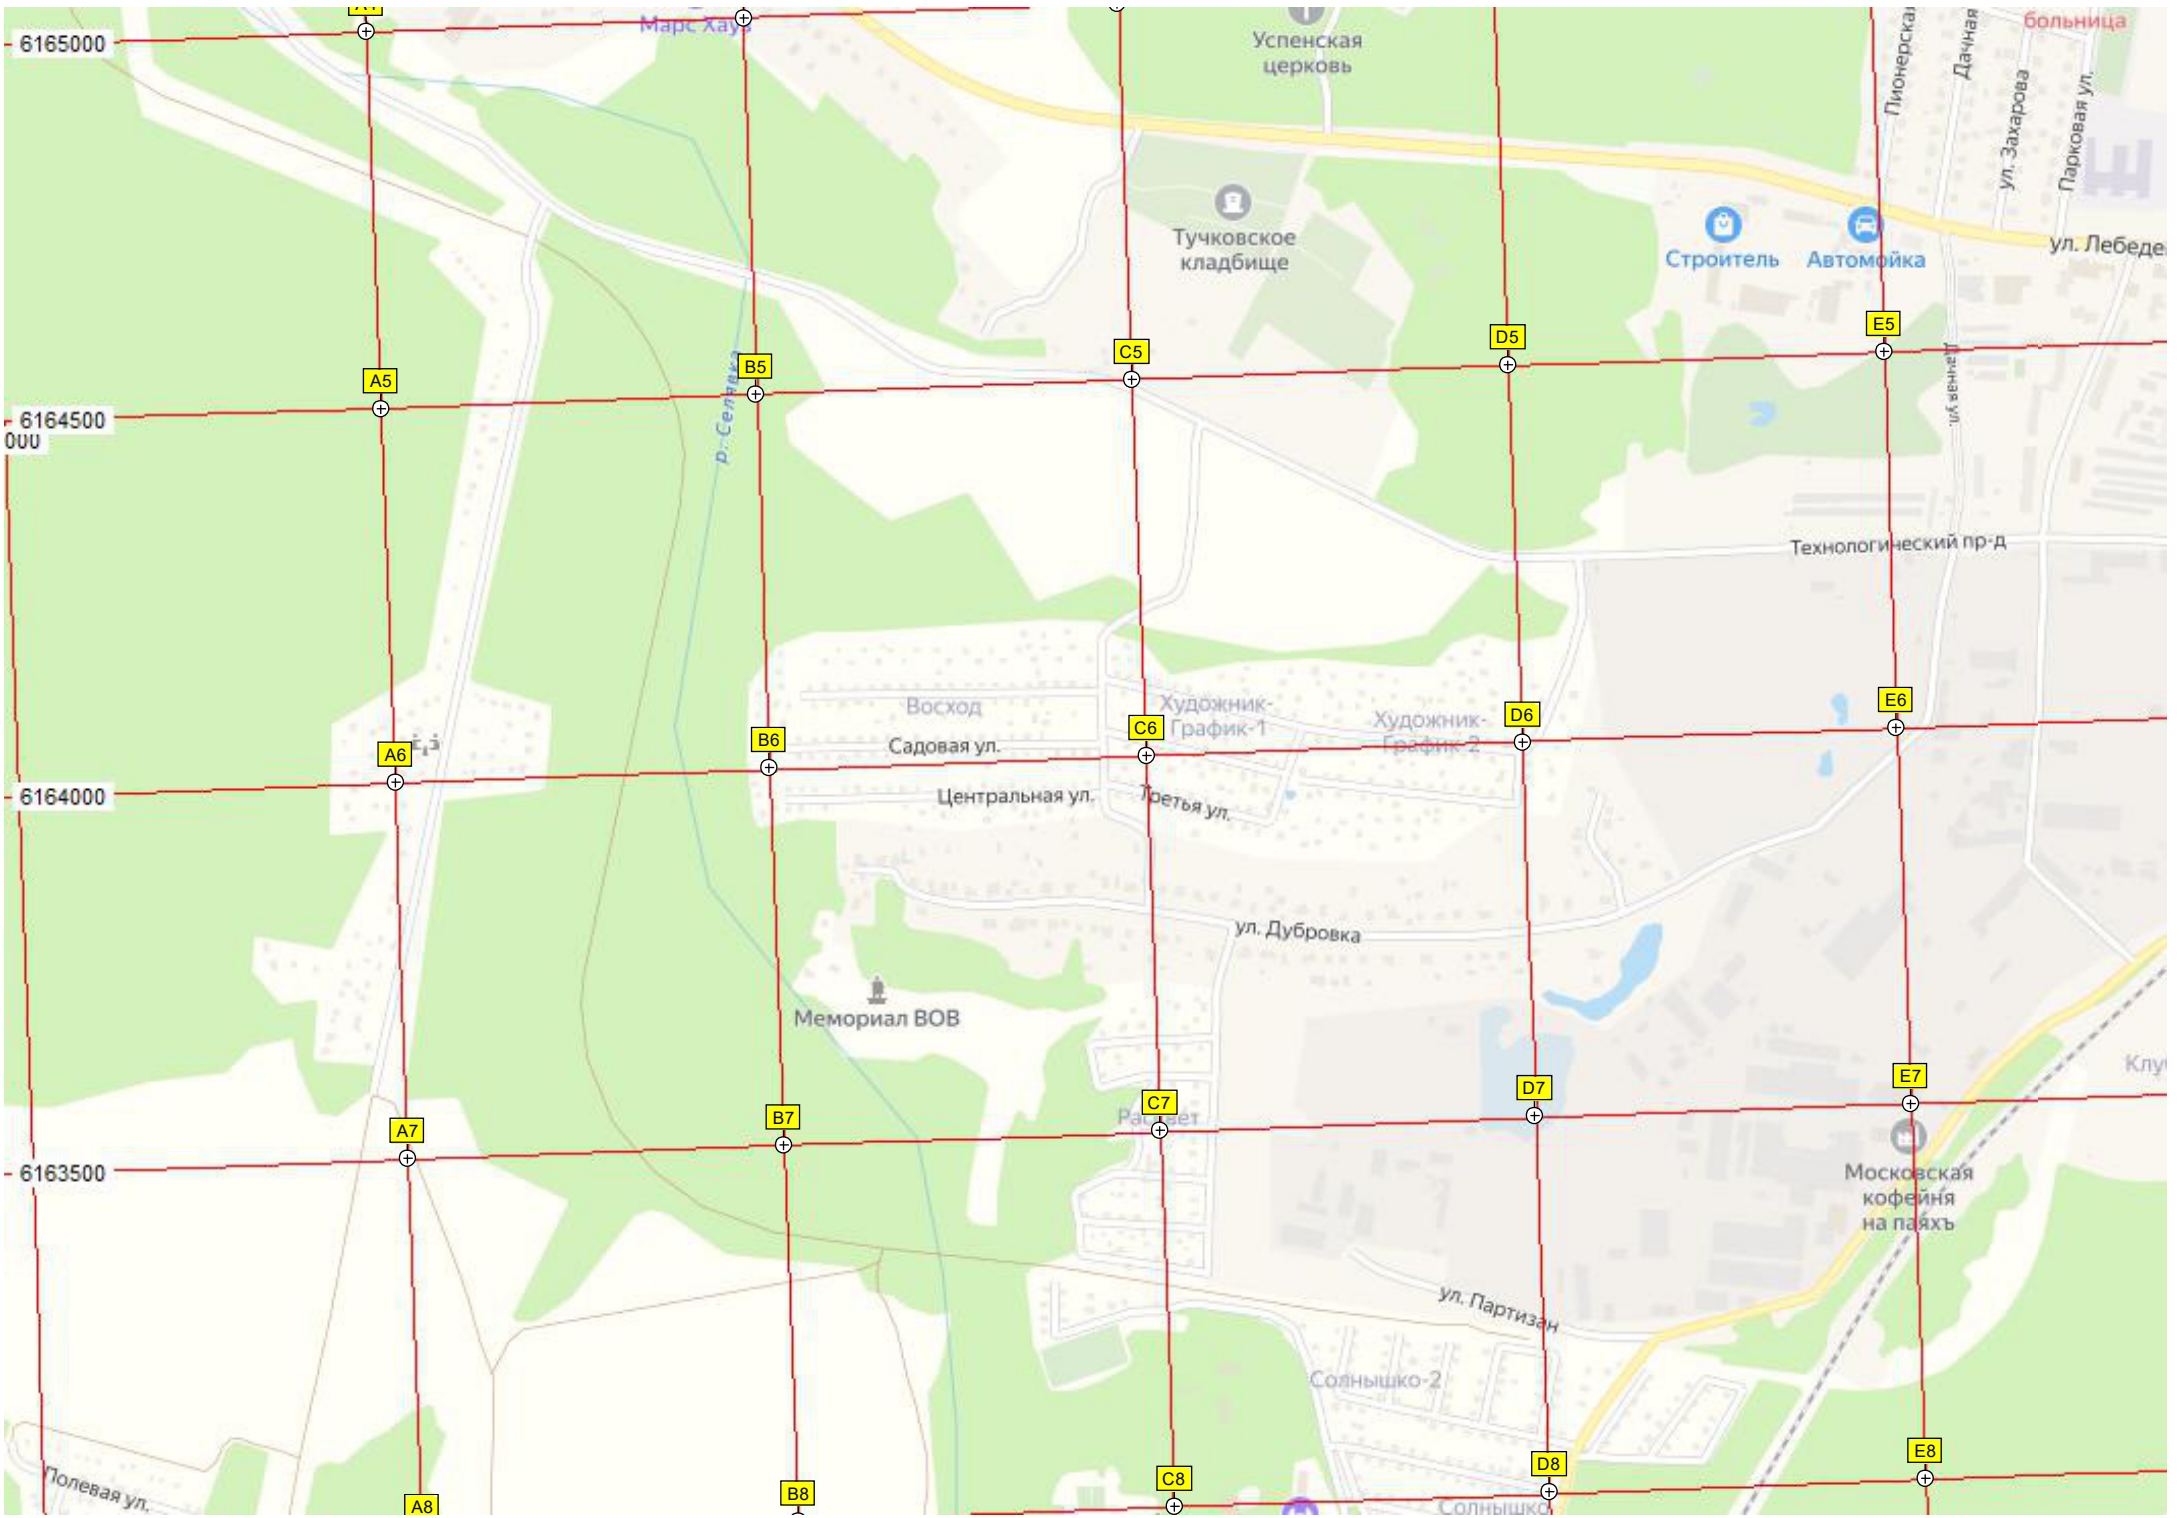 Марс Хауз
6165000
Успенская
церковь
Пионерская
Дачная
ул. Захарова
Парковая ул.
больница
Тучковское
кладбище
Строитель
Автомойка
ул. Лебеде
A5
B5
C5
D5
E5
р. Селявка
Дачная ул.
6164500
000
Технологический пр-д
Восход
Художник-
График-1
Художник-
График-2
Садовая ул.
A6
B6
C6
D6
E6
6164000
Центральная ул.
Третья ул.
ул. Дубровка
Мемориал ВОВ
Клу
Рассвет
A7
B7
C7
D7
E7
6163500
Московская
кофейня
на паяхъ
ул. Партизан
Солнышко-2
Полевая ул.
A8
B8
C8
D8
E8
Солнышко